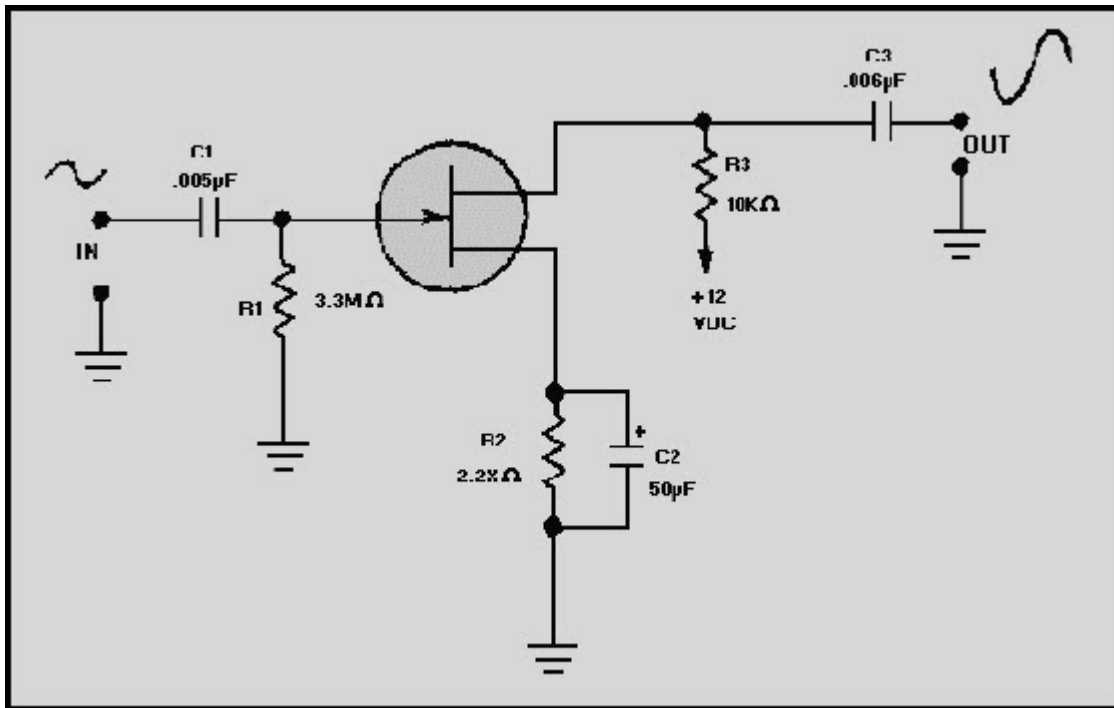 C3
.006µF
C1
.005µF
OUT
R3
10KΩ
IN
R1
3.3MΩ
+12
VDC
R2
2.2KΩ
C2
+
50µF